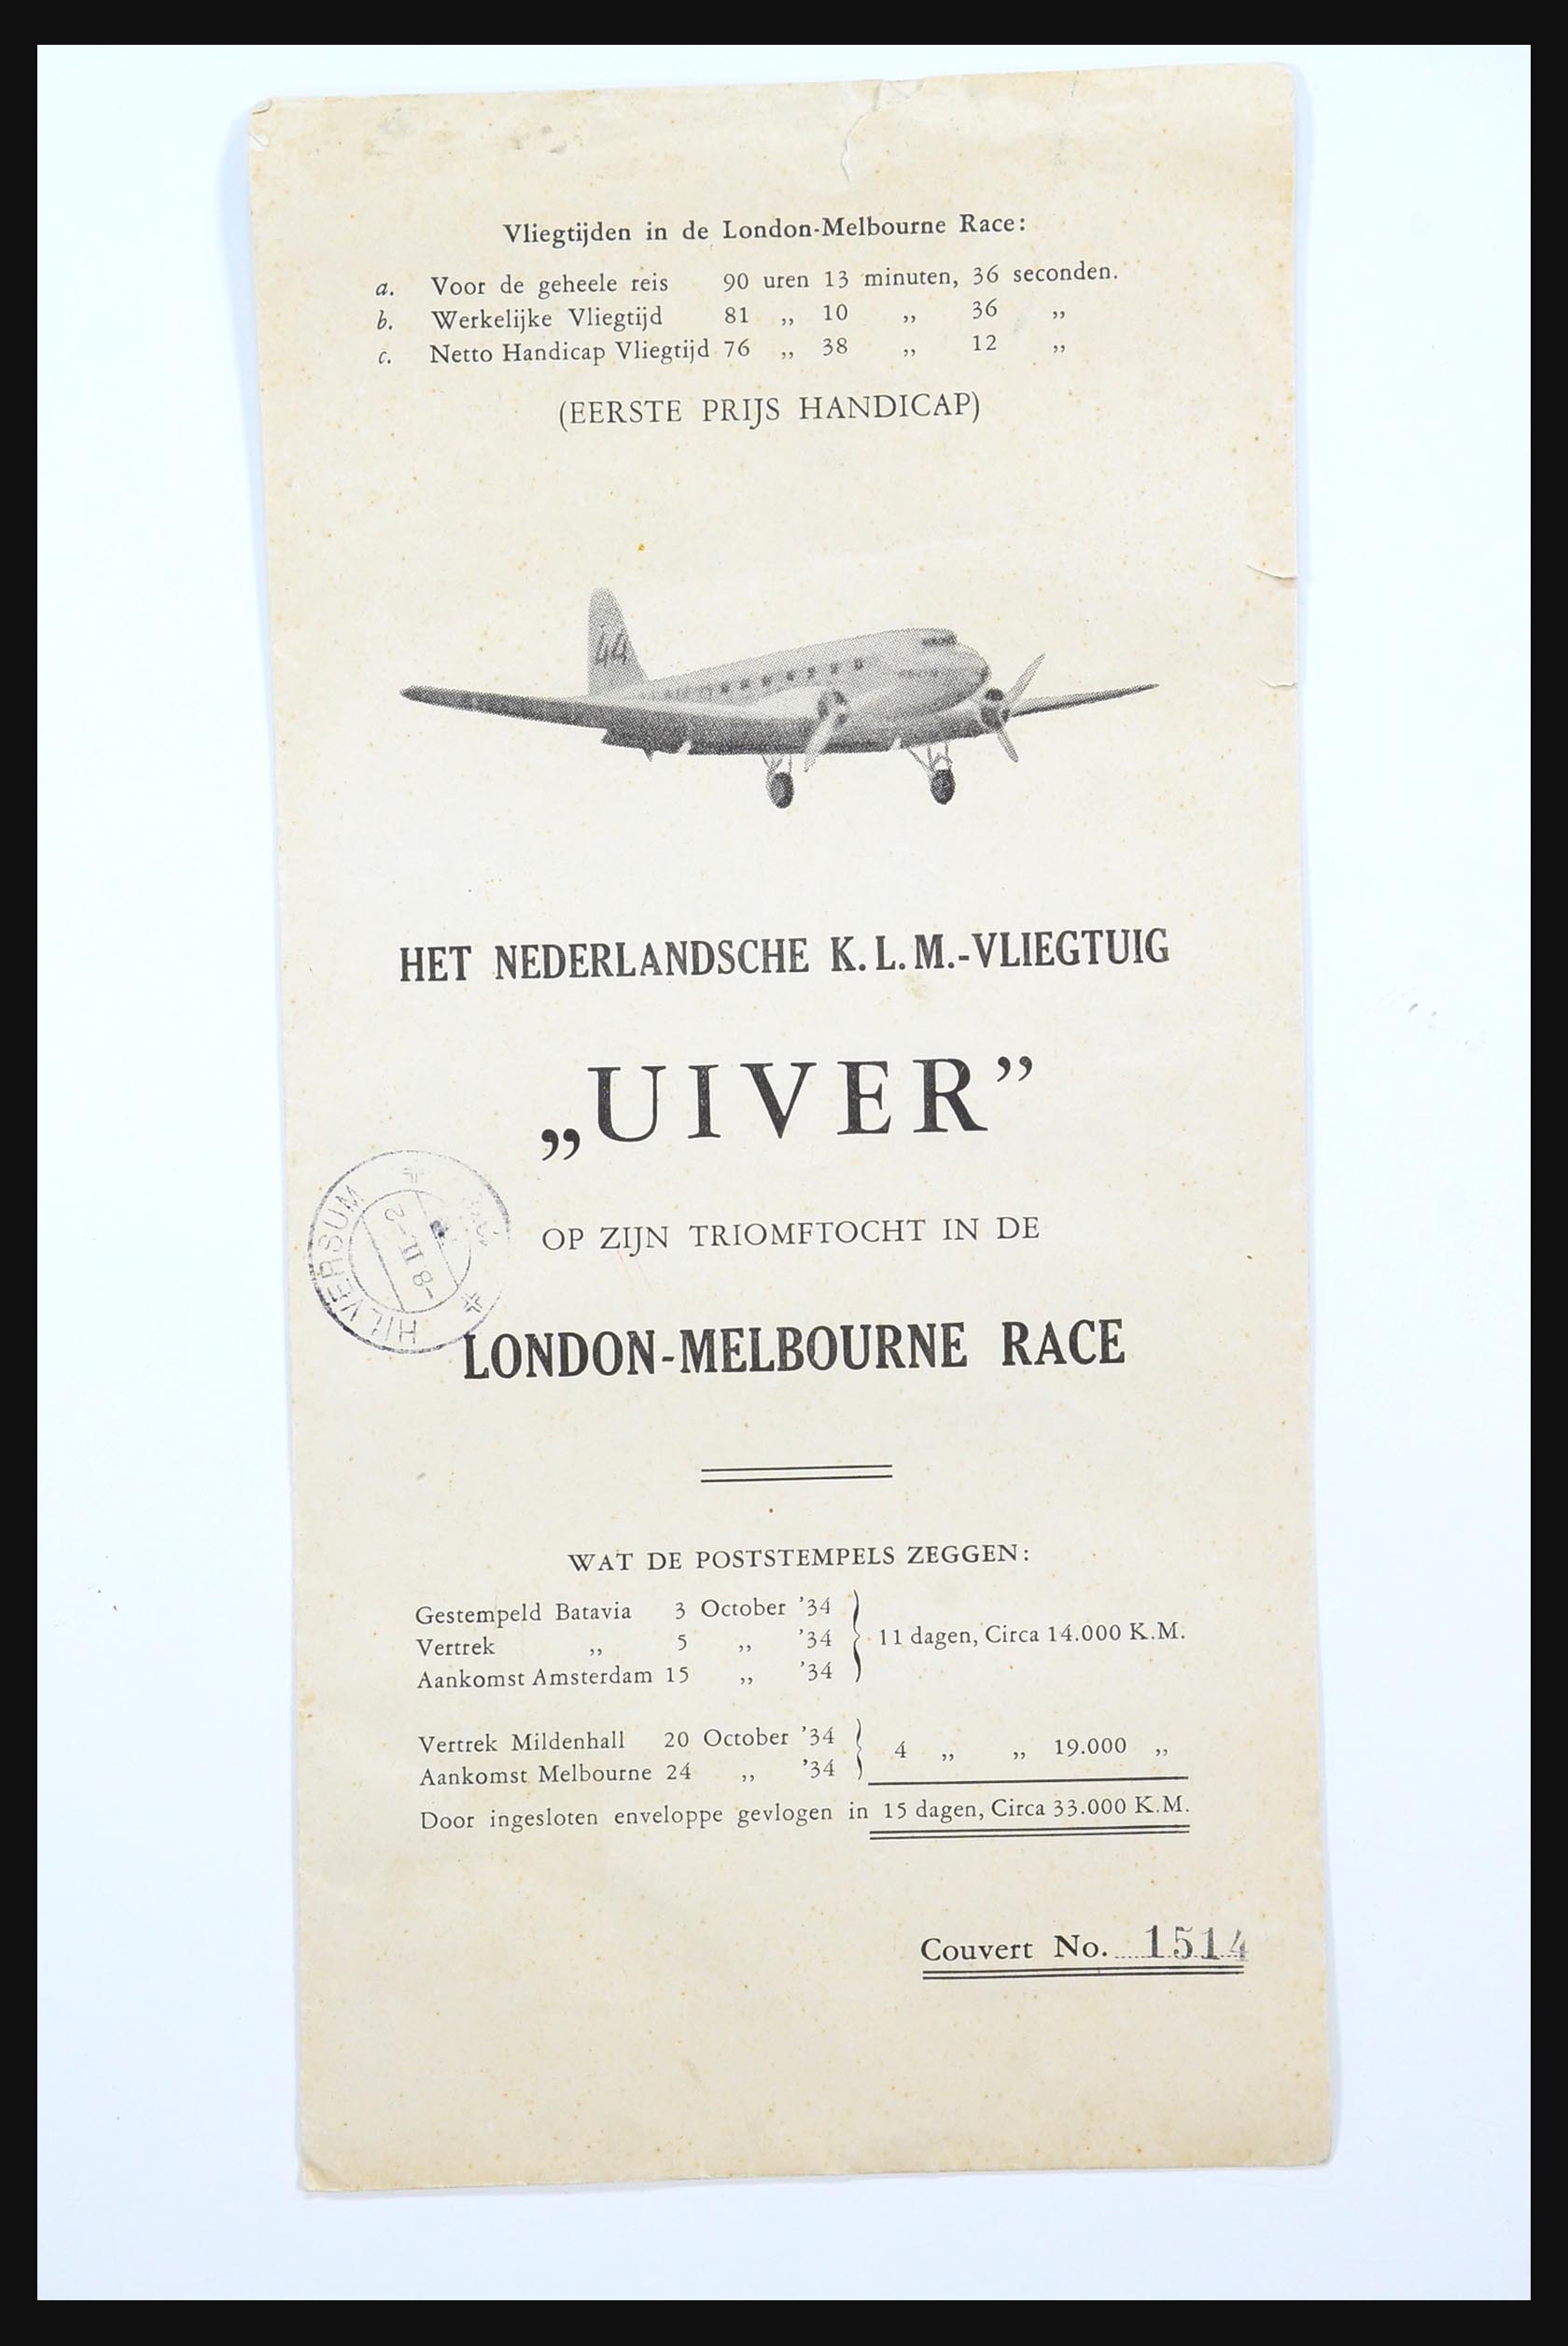 Vliegtijden in de London-Melbourne Race:
a. Voor de geheele reis 90 uren 13 minuten, 36 seconden.
b. Werkelijke Vliegtijd 81 „ 10 „ 36 „
c. Netto Handicap Vliegtijd 76 „ 38 „ 12 „
(EERSTE PRIJS HANDICAP)
44
HET NEDERLANDSCHE K.L.M.-VLIEGTUIG
„UIVER”
OP ZIJN TRIOMFTOCHT IN DE
HILVERSUM
LONDON-MELBOURNE RACE
WAT DE POSTSTEMPELS ZEGGEN:
Gestempeld Batavia 3 October '34
Vertrek „ 5 „ '34 11 dagen, Circa 14.000 K.M.
Aankomst Amsterdam 15 „ '34
Vertrek Mildenhall 20 October '34 4 „ „ 19.000 „
Aankomst Melbourne 24 „ '34
Door ingesloten enveloppe gevlogen in 15 dagen, Circa 33.000 K.M.
Couvert No. 1514